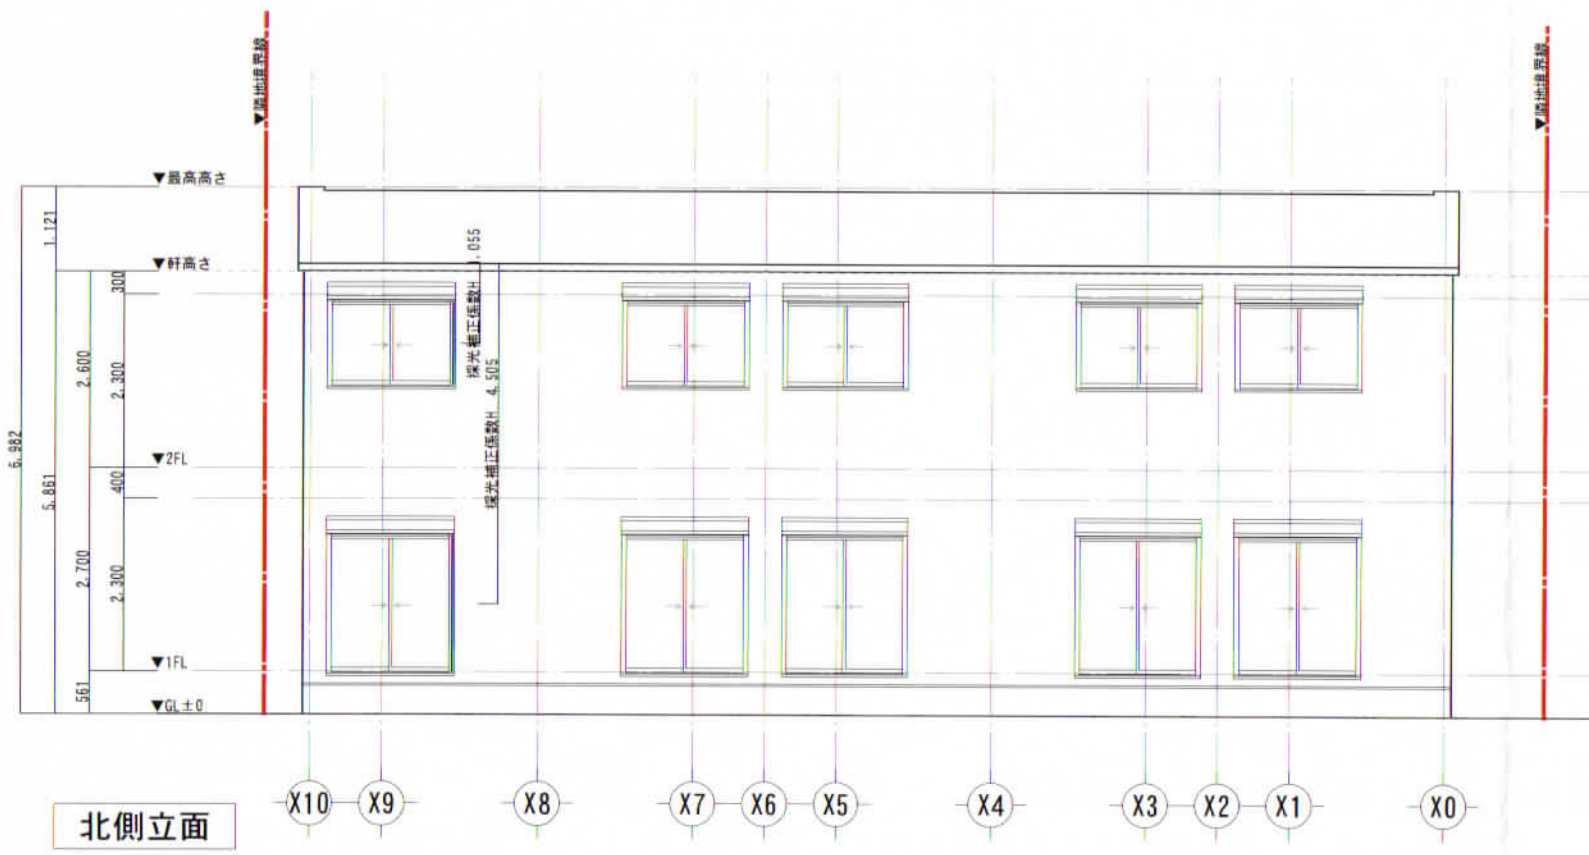 ▼隣地境界線
▼隣地境界線
▼最高高さ
1,121
▼軒高さ
300
採光補正係数H 1,055
2,600
2,300
採光補正係数H 4,505
6,982
5,861
▼2FL
400
2,700
2,300
▼1FL
561
▼GL±0
X10 X9 X8 X7 X6 X5 X4 X3 X2 X1 X0
北側立面